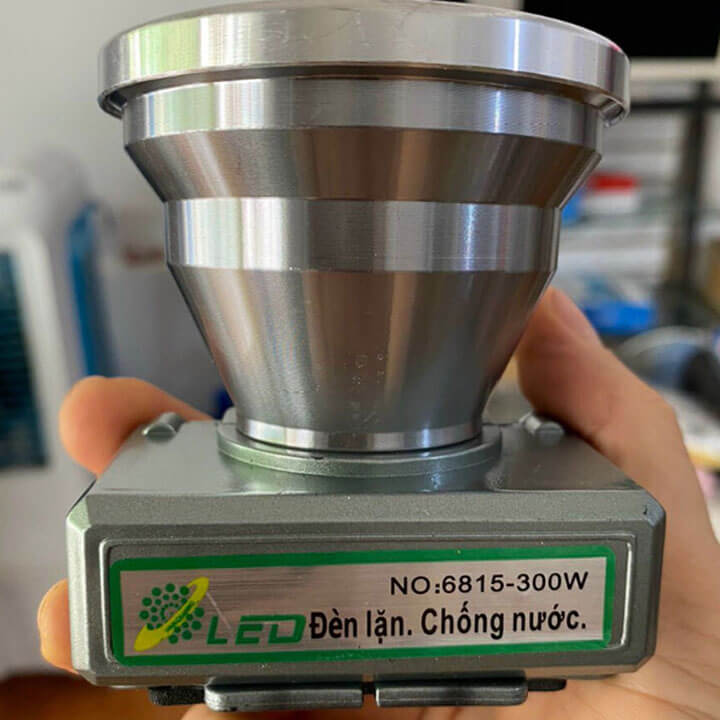 NO:6815-300W
LED Đèn lặn. Chống nước.